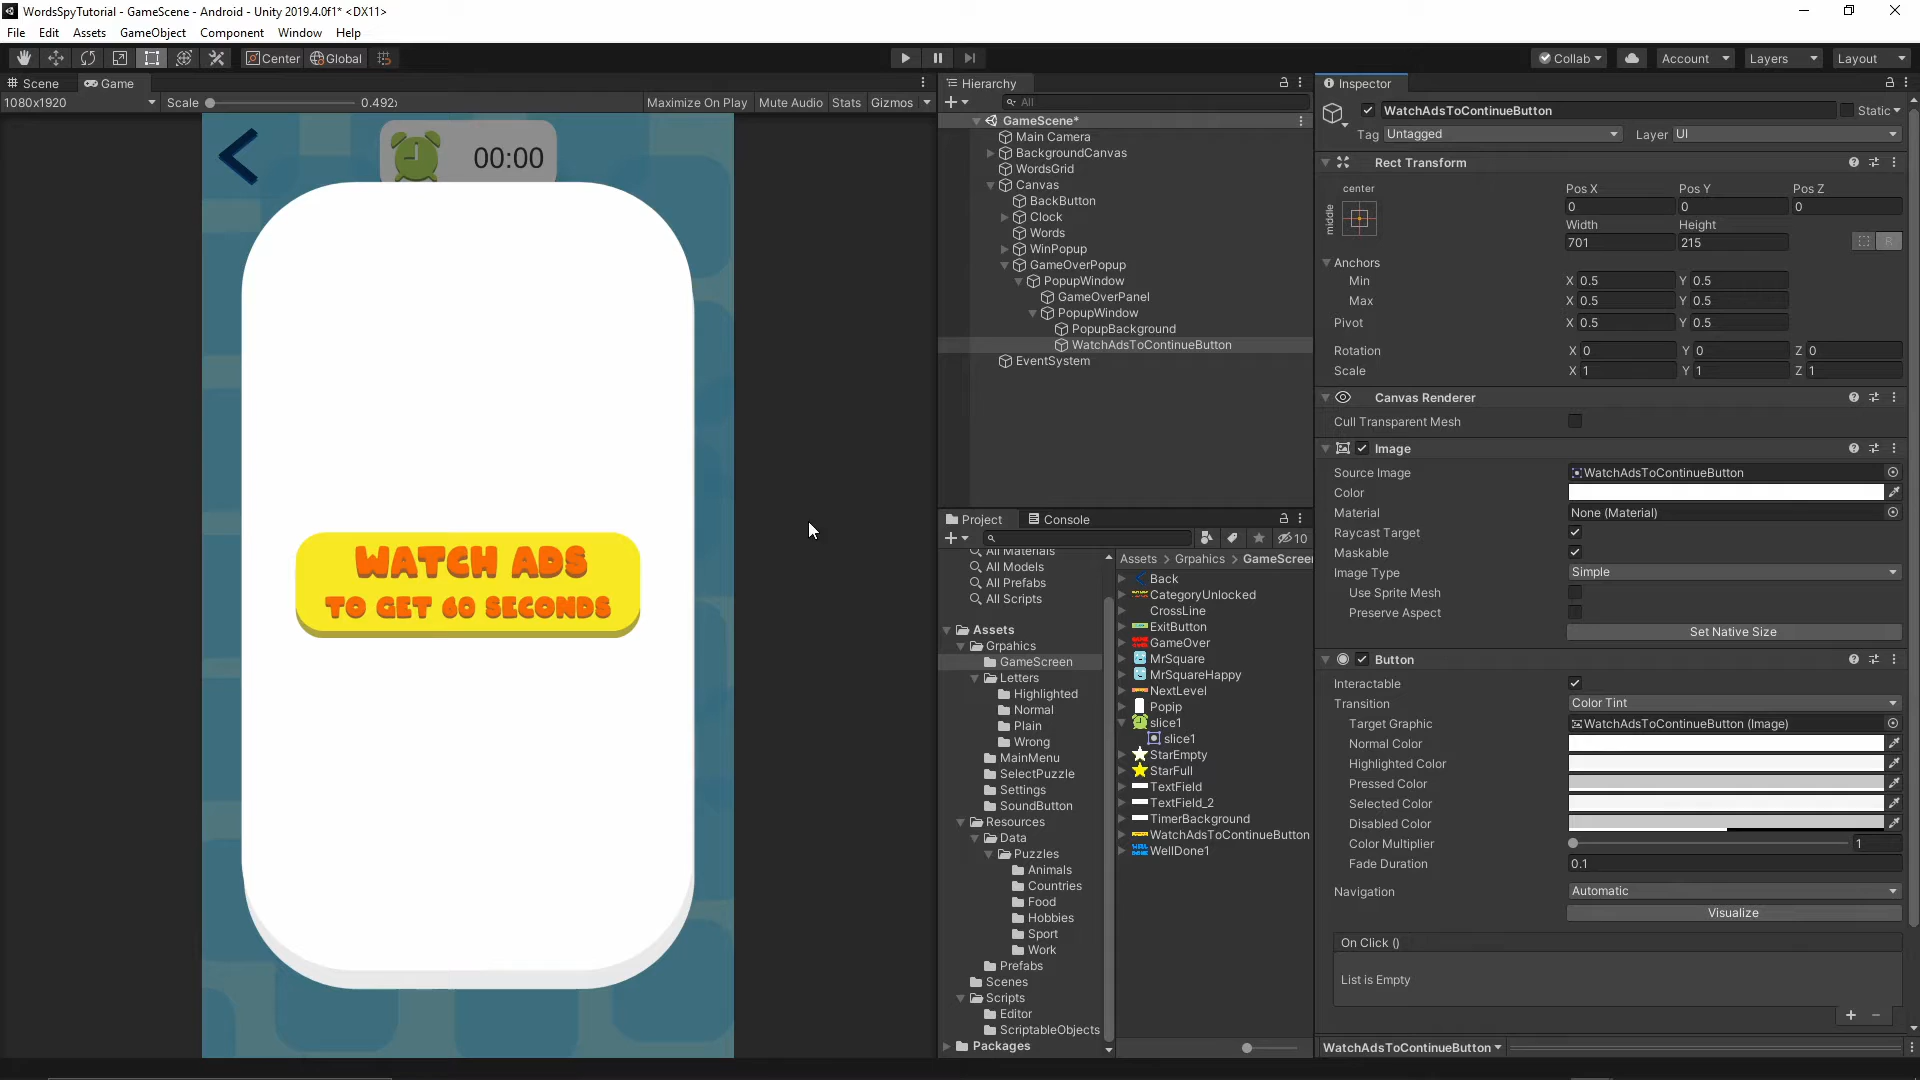 WordsSpyTutorial - GameScene - Android - Unity 2019.4.0f1* <DX11>
File Edit Assets GameObject Component Window Help
Center Global
Collab Account Layers Layout
Scene Game
1080x1920 Scale 0.492x Maximize On Play Mute Audio Stats Gizmos
00:00
WATCH ADS
TO GET 60 SECONDS
Hierarchy
All
GameScene*
Main Camera
BackgroundCanvas
WordsGrid
Canvas
BackButton
Clock
Words
WinPopup
GameOverPopup
PopupWindow
GameOverPanel
PopupWindow
PopupBackground
WatchAdsToContinueButton
EventSystem
Project Console
10
All Materials
All Models
All Prefabs
All Scripts
Assets
Grpahics
GameScreen
Letters
Highlighted
Normal
Plain
Wrong
MainMenu
SelectPuzzle
Settings
SoundButton
Resources
Data
Puzzles
Animals
Countries
Food
Hobbies
Sport
Work
Prefabs
Scenes
Scripts
Editor
ScriptableObjects
Packages
Assets > Grpahics > GameScreen
Back
CategoryUnlocked
CrossLine
ExitButton
GameOver
MrSquare
MrSquareHappy
NextLevel
Popip
slice1
slice1
StarEmpty
StarFull
TextField
TextField_2
TimerBackground
WatchAdsToContinueButton
WellDone1
Inspector
WatchAdsToContinueButton Static
Tag Untagged Layer UI
Rect Transform
center
middle
Pos X Pos Y Pos Z
0 0 0
Width Height
701 215
R
Anchors
Min X 0.5 Y 0.5
Max X 0.5 Y 0.5
Pivot X 0.5 Y 0.5
Rotation X 0 Y 0 Z 0
Scale X 1 Y 1 Z 1
Canvas Renderer
Cull Transparent Mesh
Image
Source Image WatchAdsToContinueButton
Color
Material None (Material)
Raycast Target
Maskable
Image Type Simple
Use Sprite Mesh
Preserve Aspect
Set Native Size
Button
Interactable
Transition Color Tint
Target Graphic WatchAdsToContinueButton (Image)
Normal Color
Highlighted Color
Pressed Color
Selected Color
Disabled Color
Color Multiplier 1
Fade Duration 0.1
Navigation Automatic
Visualize
On Click ()
List is Empty
WatchAdsToContinueButton